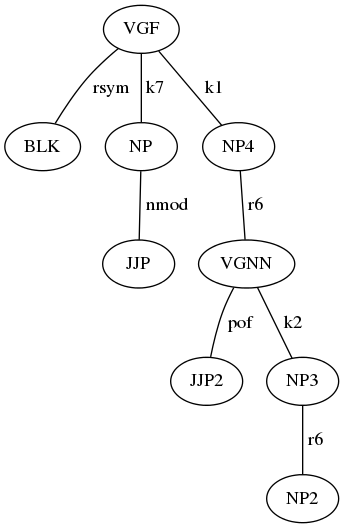 VGF
rsym k7 k1
BLK NP NP4
nmod r6
JJP VGNN
pof k2
JJP2 NP3
r6
NP2